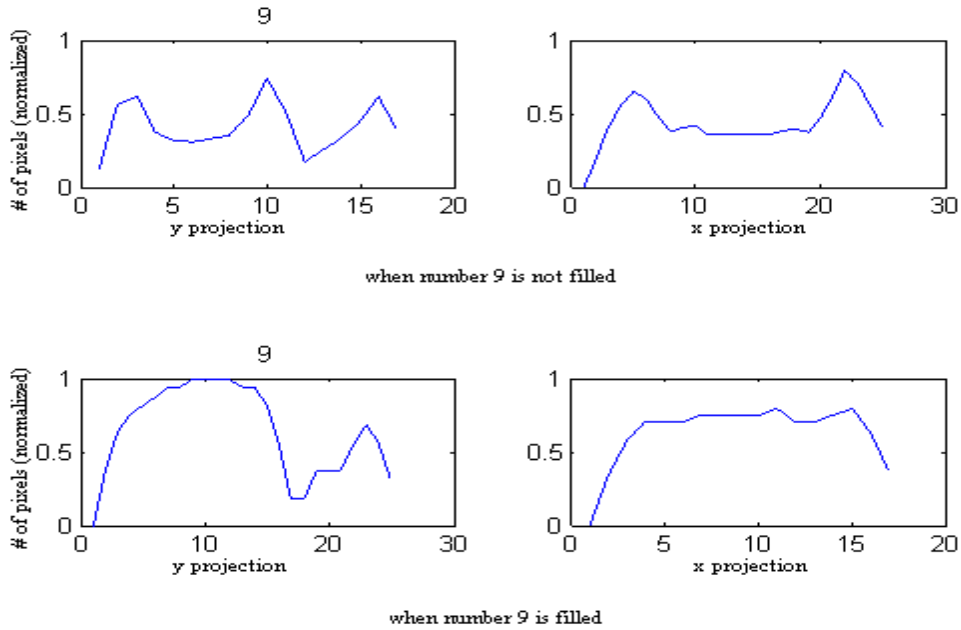 9
# of pixels (normalized)
1
0.5
0
0 5 10 15 20
y projection
1
0.5
0
0 10 20 30
x projection
when number 9 is not filled
9
# of pixels (normalized)
1
0.5
0
0 10 20 30
y projection
1
0.5
0
0 5 10 15 20
x projection
when number 9 is filled